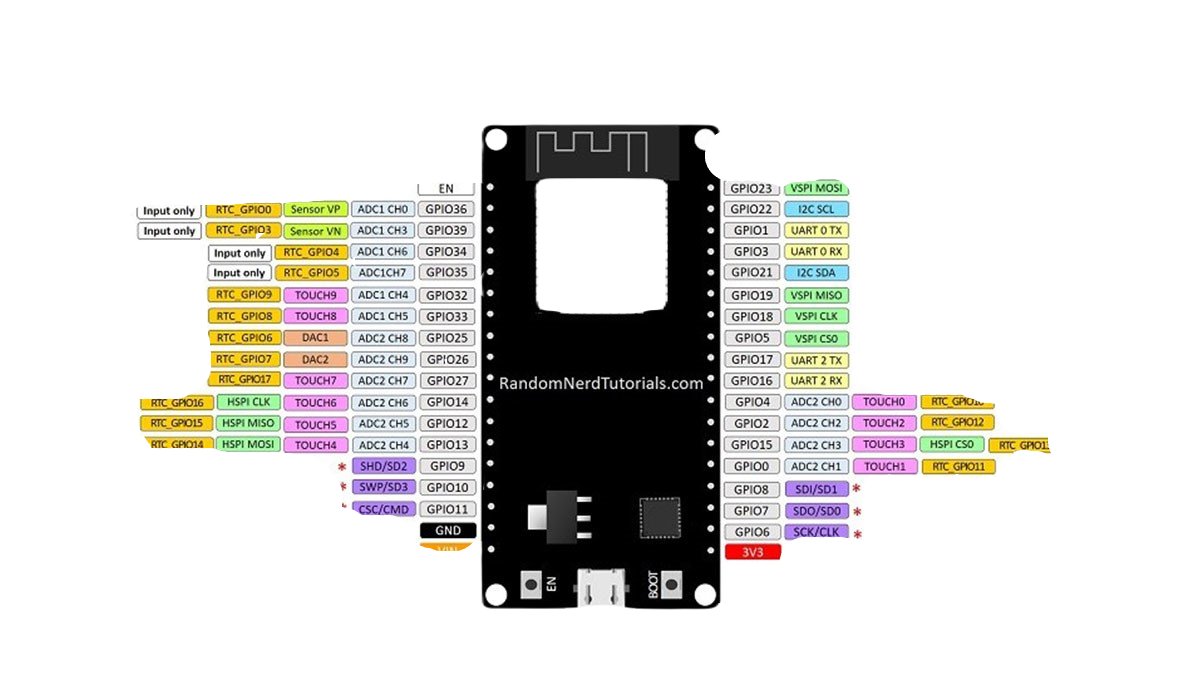 EN GPIO23 VSPI MOSI
Input only RTC_GPIO0 Sensor VP ADC1 CH0 GPIO36 GPIO22 I2C SCL
Input only RTC_GPIO3 Sensor VN ADC1 CH3 GPIO39 GPIO1 UART 0 TX
Input only RTC_GPIO4 ADC1 CH6 GPIO34 GPIO3 UART 0 RX
Input only RTC_GPIO5 ADC1CH7 GPIO35 GPIO21 I2C SDA
RTC_GPIO9 TOUCH9 ADC1 CH4 GPIO32 GPIO19 VSPI MISO
RTC_GPIO8 TOUCH8 ADC1 CH5 GPIO33 GPIO18 VSPI CLK
RTC_GPIO6 DAC1 ADC2 CH8 GPIO25 GPIO5 VSPI CS0
RTC_GPIO7 DAC2 ADC2 CH9 GPIO26 GPIO17 UART 2 TX
RTC_GPIO17 TOUCH7 ADC2 CH7 GPIO27 RandomNerdTutorials.com GPIO16 UART 2 RX
RTC_GPIO16 HSPI CLK TOUCH6 ADC2 CH6 GPIO14 GPIO4 ADC2 CH0 TOUCH0
RTC_GPIO15 HSPI MISO TOUCH5 ADC2 CH5 GPIO12 GPIO2 ADC2 CH2 TOUCH2 RTC_GPIO12
RTC_GPIO14 HSPI MOSI TOUCH4 ADC2 CH4 GPIO13 GPIO15 ADC2 CH3 TOUCH3 HSPI CS0
* SHD/SD2 GPIO9 GPIO0 ADC2 CH1 TOUCH1 RTC_GPIO11
* SWP/SD3 GPIO10 GPIO8 SDI/SD1 *
CSC/CMD GPIO11 GPIO7 SDO/SD0 *
GND GPIO6 SCK/CLK *
3V3
EN BOOT